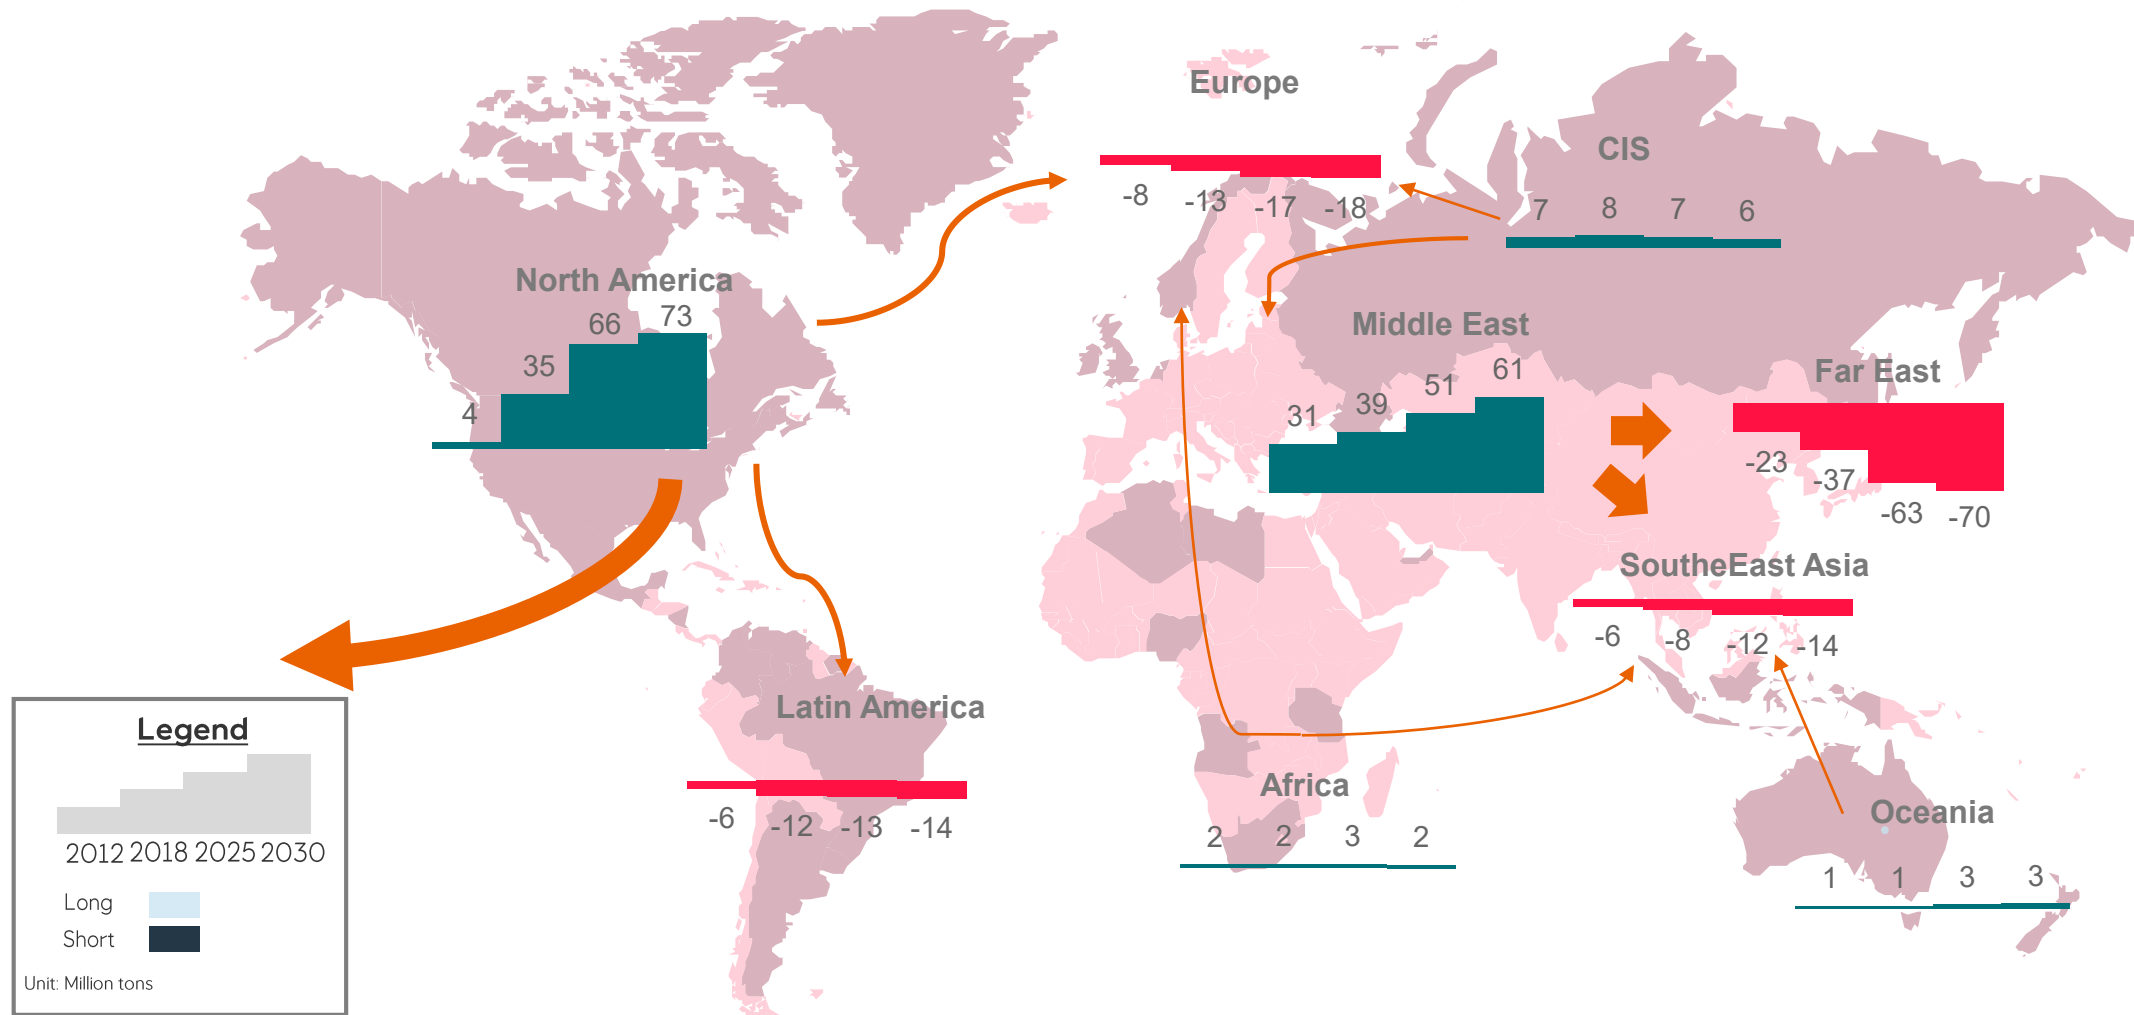 Europe
-8 -13 -17 -18
CIS
7 8 7 6
North America
4 35 66 73
Middle East
31 39 51 61
Far East
-23 -37 -63 -70
SoutheEast Asia
-6 -8 -12 -14
Latin America
-6 -12 -13 -14
Africa
2 2 3 2
Oceania
1 1 3 3
Legend
2012 2018 2025 2030
Long
Short
Unit: Million tons